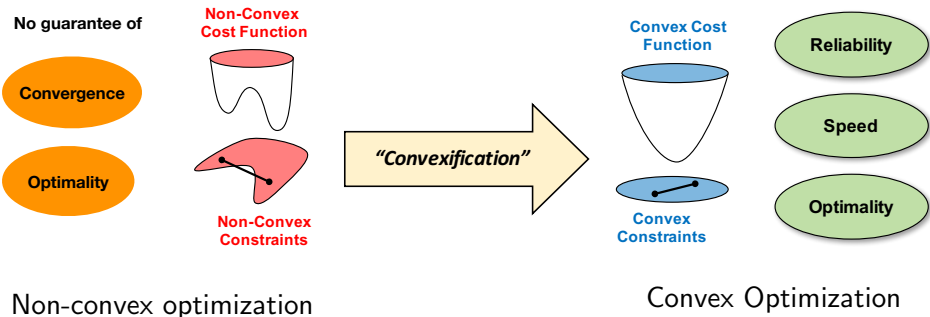 No guarantee of
Convergence
Optimality
Non-Convex
Cost Function
Non-Convex
Constraints
Non-convex optimization
“Convexification”
Convex Cost
Function
Convex
Constraints
Reliability
Speed
Optimality
Convex Optimization